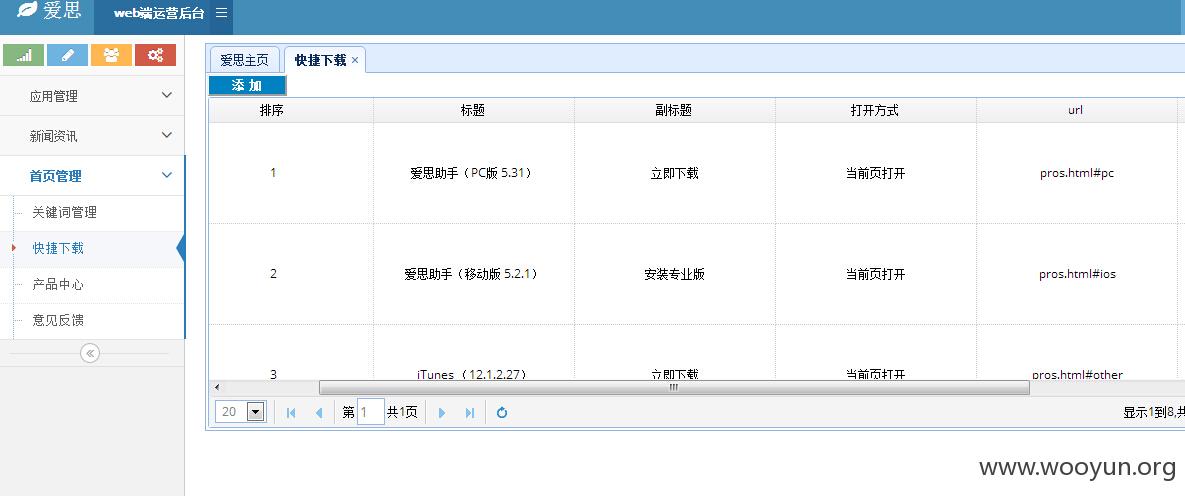 爱思 web端运营后台
应用管理
新闻资讯
首页管理
关键词管理
快捷下载
产品中心
意见反馈
爱思主页 快捷下载 ×
添 加
排序 标题 副标题 打开方式 url
1 爱思助手（PC版 5.31） 立即下载 当前页打开 pros.html#pc
2 爱思助手（移动版 5.2.1） 安装专业版 当前页打开 pros.html#ios
3 iTunes （12.1.2.27） 立即下载 当前页打开 pros.html#other
20 第 1 共1页 显示1到8,共
www.wooyun.org